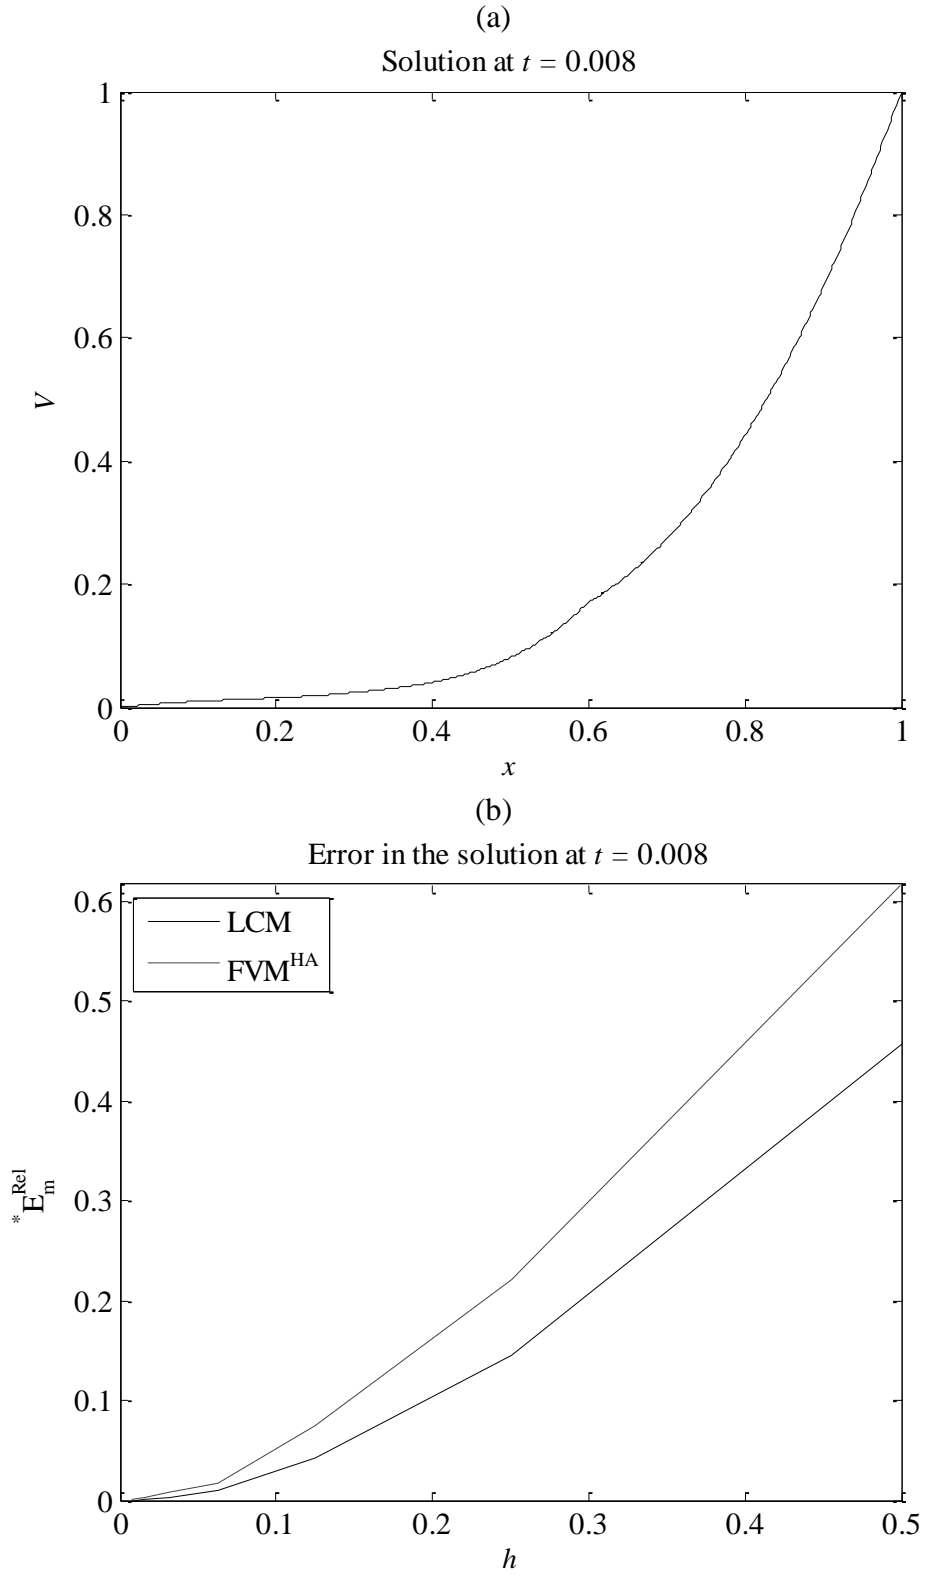 (a)
Solution at t = 0.008
1
0.8
0.6
0.4
0.2
0
V
0 0.2 0.4 0.6 0.8 1
x
(b)
Error in the solution at t = 0.008
0.6
0.5
0.4
0.3
0.2
0.1
0
LCM
FVM^HA
*E_m^Rel
0 0.1 0.2 0.3 0.4 0.5
h